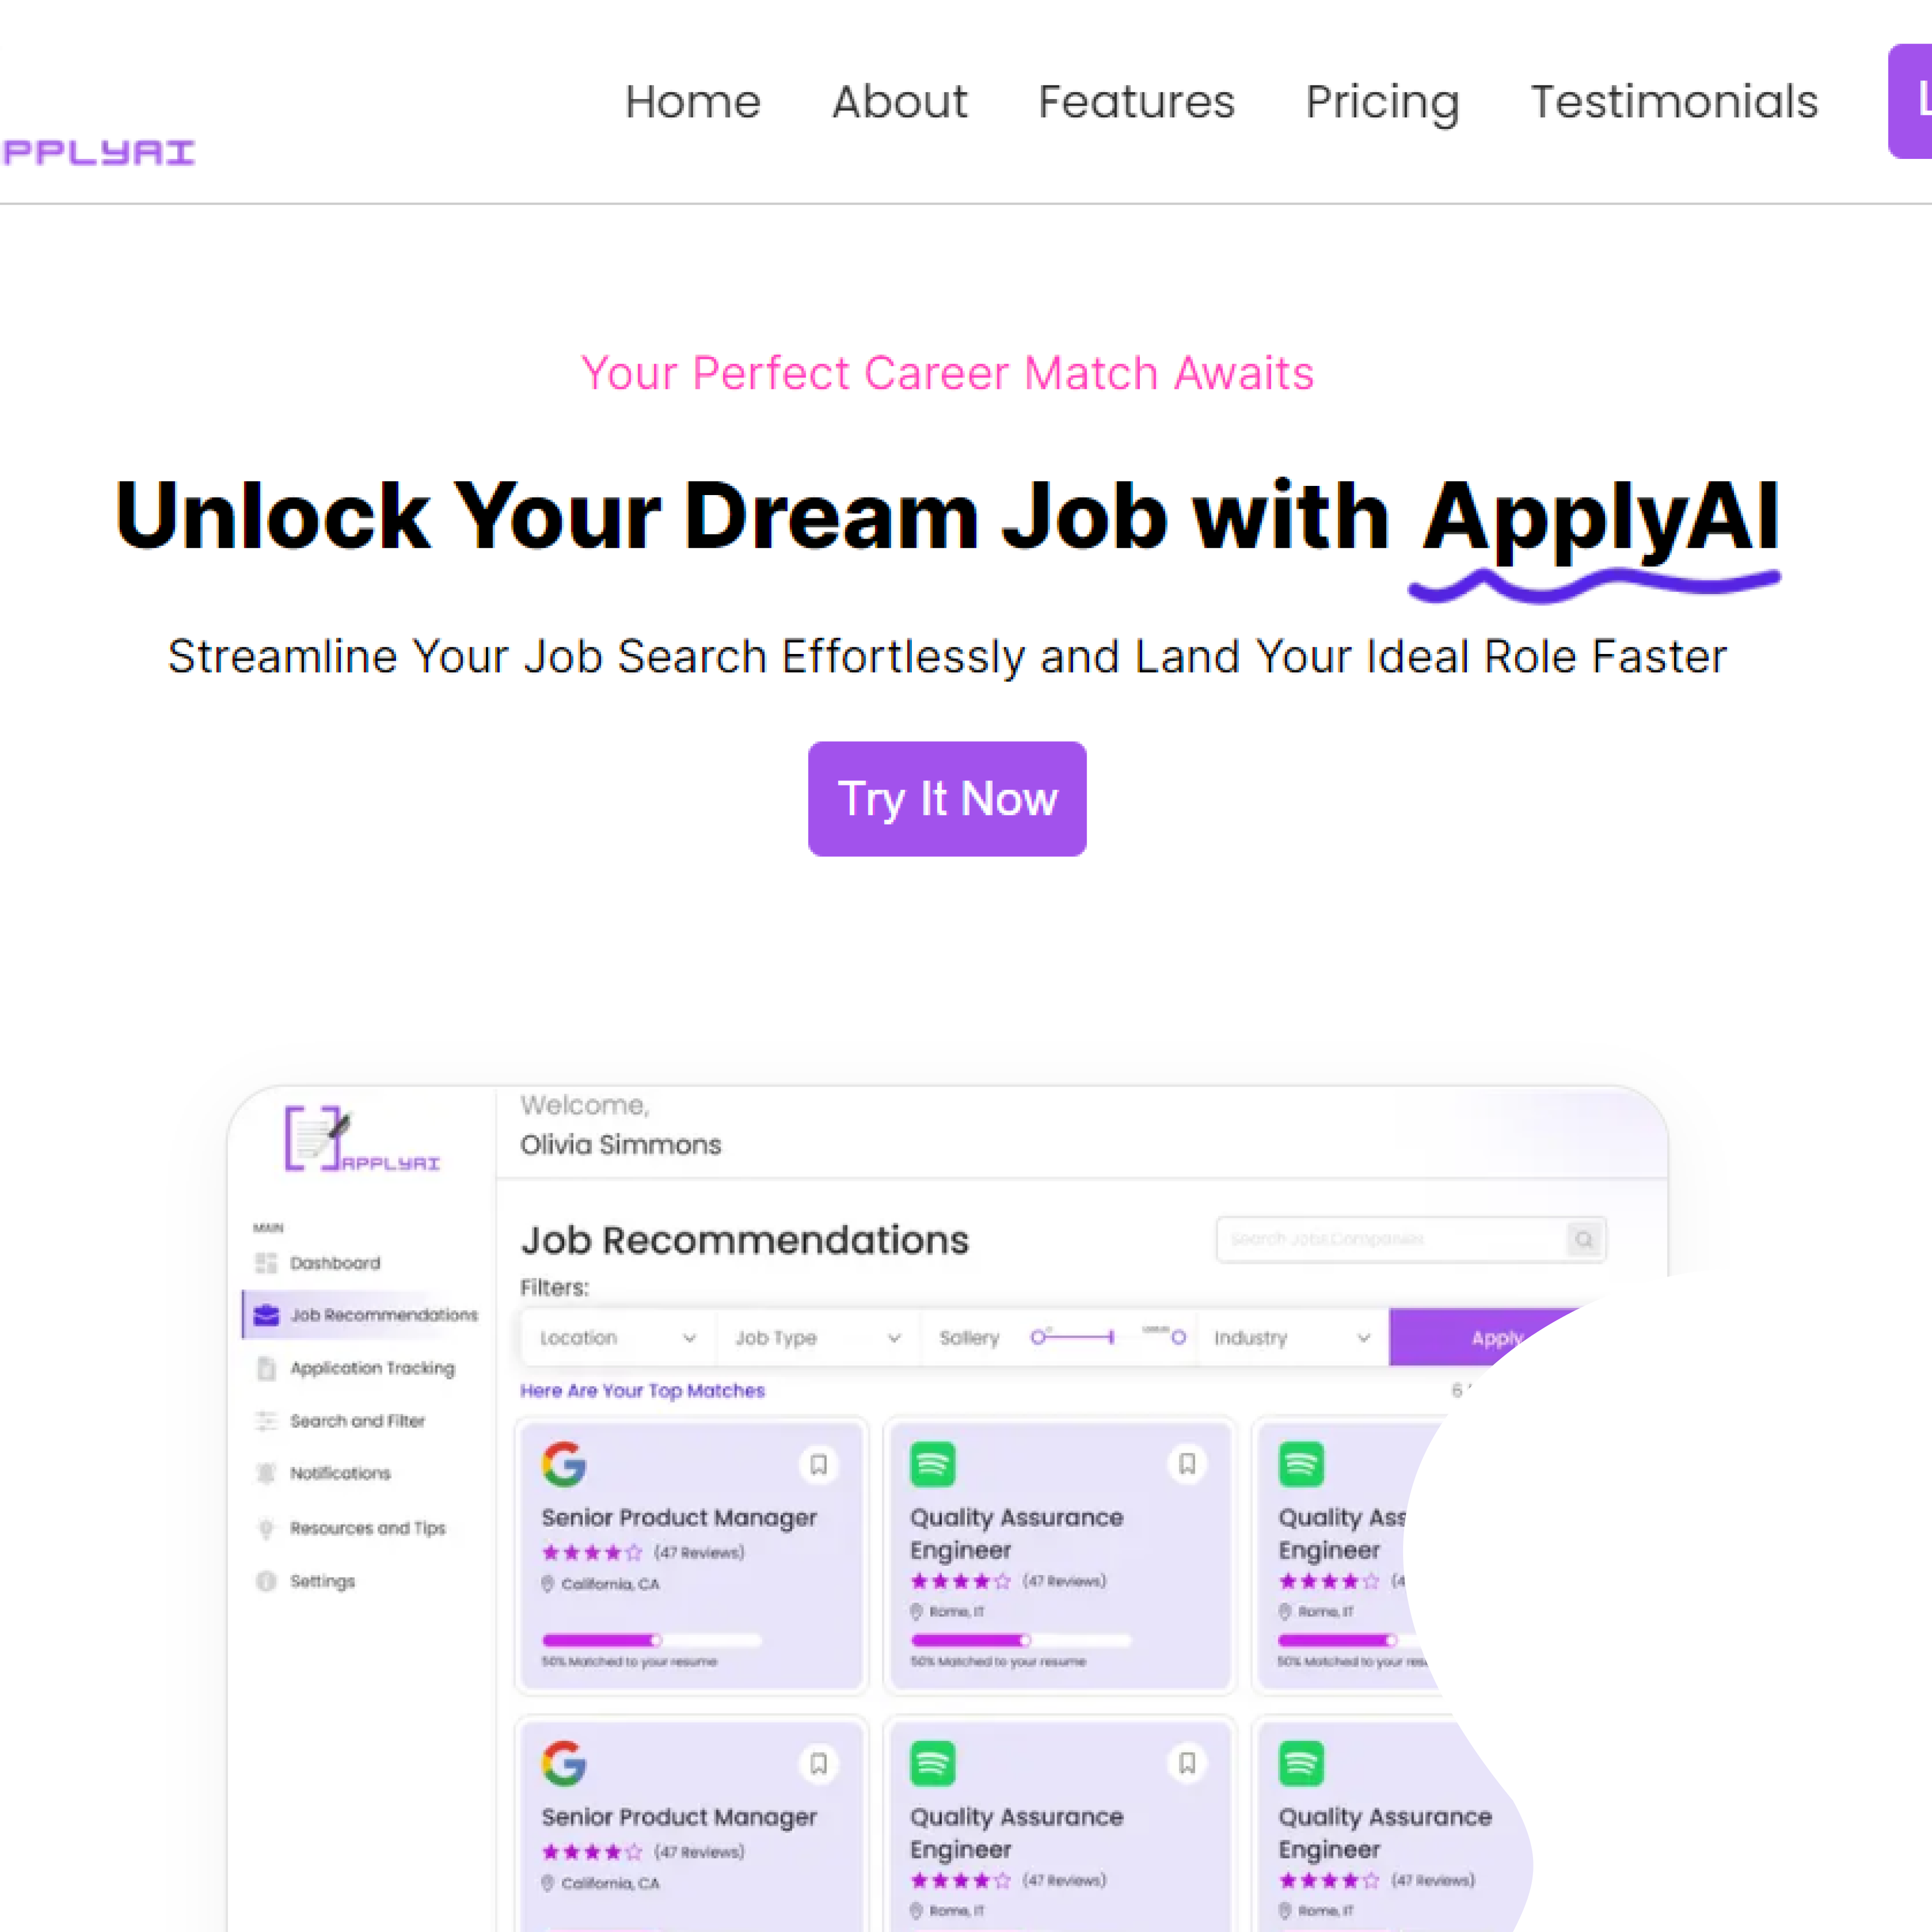 Home About Features Pricing Testimonials L
PPLYAI
Your Perfect Career Match Awaits
Unlock Your Dream Job with ApplyAI
Streamline Your Job Search Effortlessly and Land Your Ideal Role Faster
Try It Now
APPLYAI
Welcome,
Olivia Simmons
MAIN
Dashboard
Job Recommendations
Application Tracking
Search and Filter
Notifications
Resources and Tips
Settings
Job Recommendations
Search Jobs,Companies
Filters:
Location Job Type Sallery Industry Apply
Here Are Your Top Matches 6
Senior Product Manager
(47 Reviews)
California, CA
50% Matched to your resume
Quality Assurance
Engineer
(47 Reviews)
Rome, IT
50% Matched to your resume
Quality Ass
Engineer
(4
Rome, IT
50% Matched to your res
Senior Product Manager
(47 Reviews)
California, CA
Quality Assurance
Engineer
(47 Reviews)
Rome, IT
Quality Assurance
Engineer
(47 Reviews)
Rome, IT